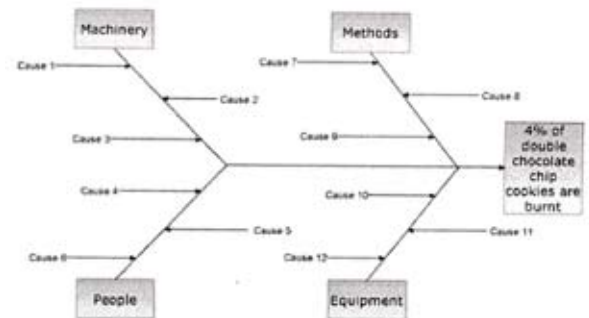 Machinery
Methods
Cause 1
Cause 7
Cause 2
Cause 8
Cause 3
Cause 9
4% of
double
chocolate
chip
cookies are
burnt
Cause 4
Cause 10
Cause 5
Cause 11
Cause 6
Cause 12
People
Equipment